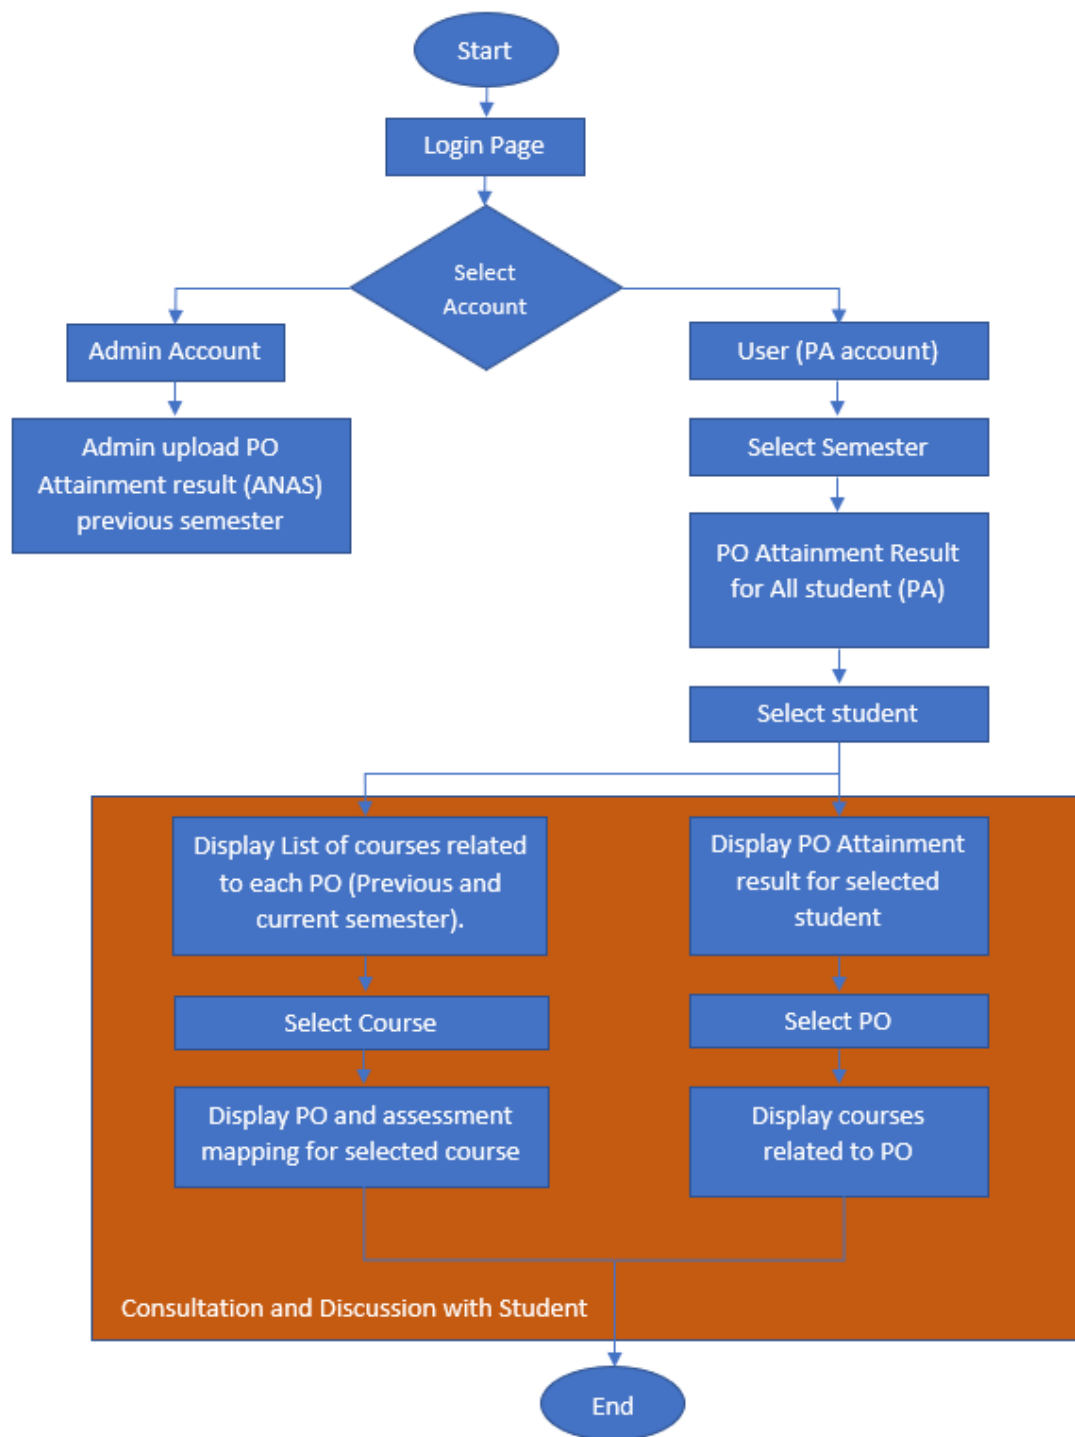 Start
Login Page
Select
Account
Admin Account
Admin upload PO
Attainment result (ANAS)
previous semester
User (PA account)
Select Semester
PO Attainment Result
for All student (PA)
Select student
Display List of courses related
to each PO (Previous and
current semester).
Select Course
Display PO and assessment
mapping for selected course
Display PO Attainment
result for selected
student
Select PO
Display courses
related to PO
Consultation and Discussion with Student
End